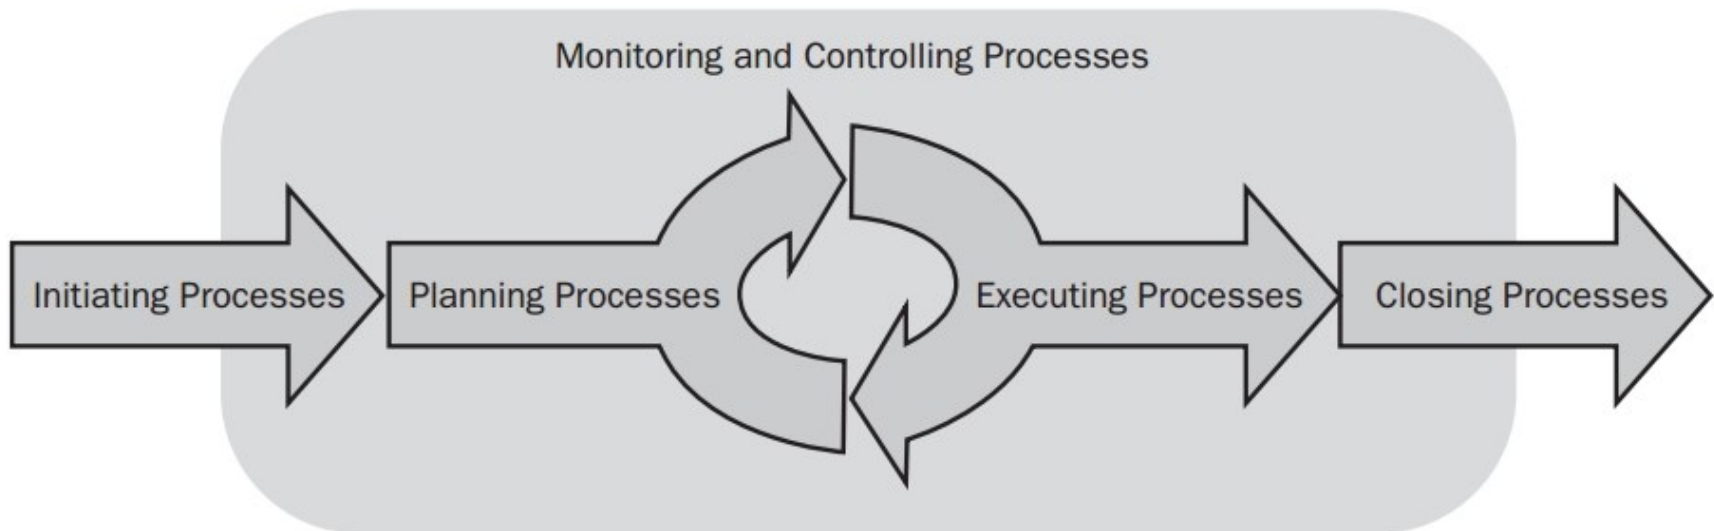 Monitoring and Controlling Processes
Initiating Processes
Planning Processes
Executing Processes
Closing Processes